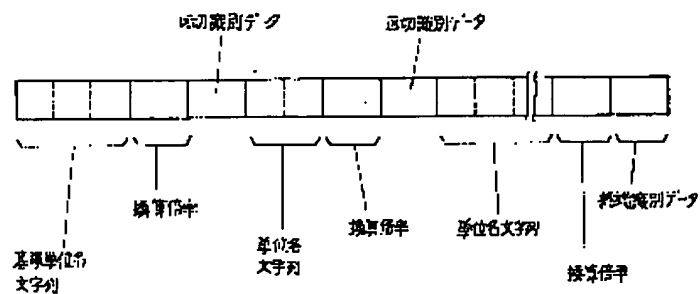 区切識別データ
区切識別データ
換算倍率
換算倍率
単位名文字列
単位名
文字列
終端識別データ
基準単位名
文字列
換算倍率